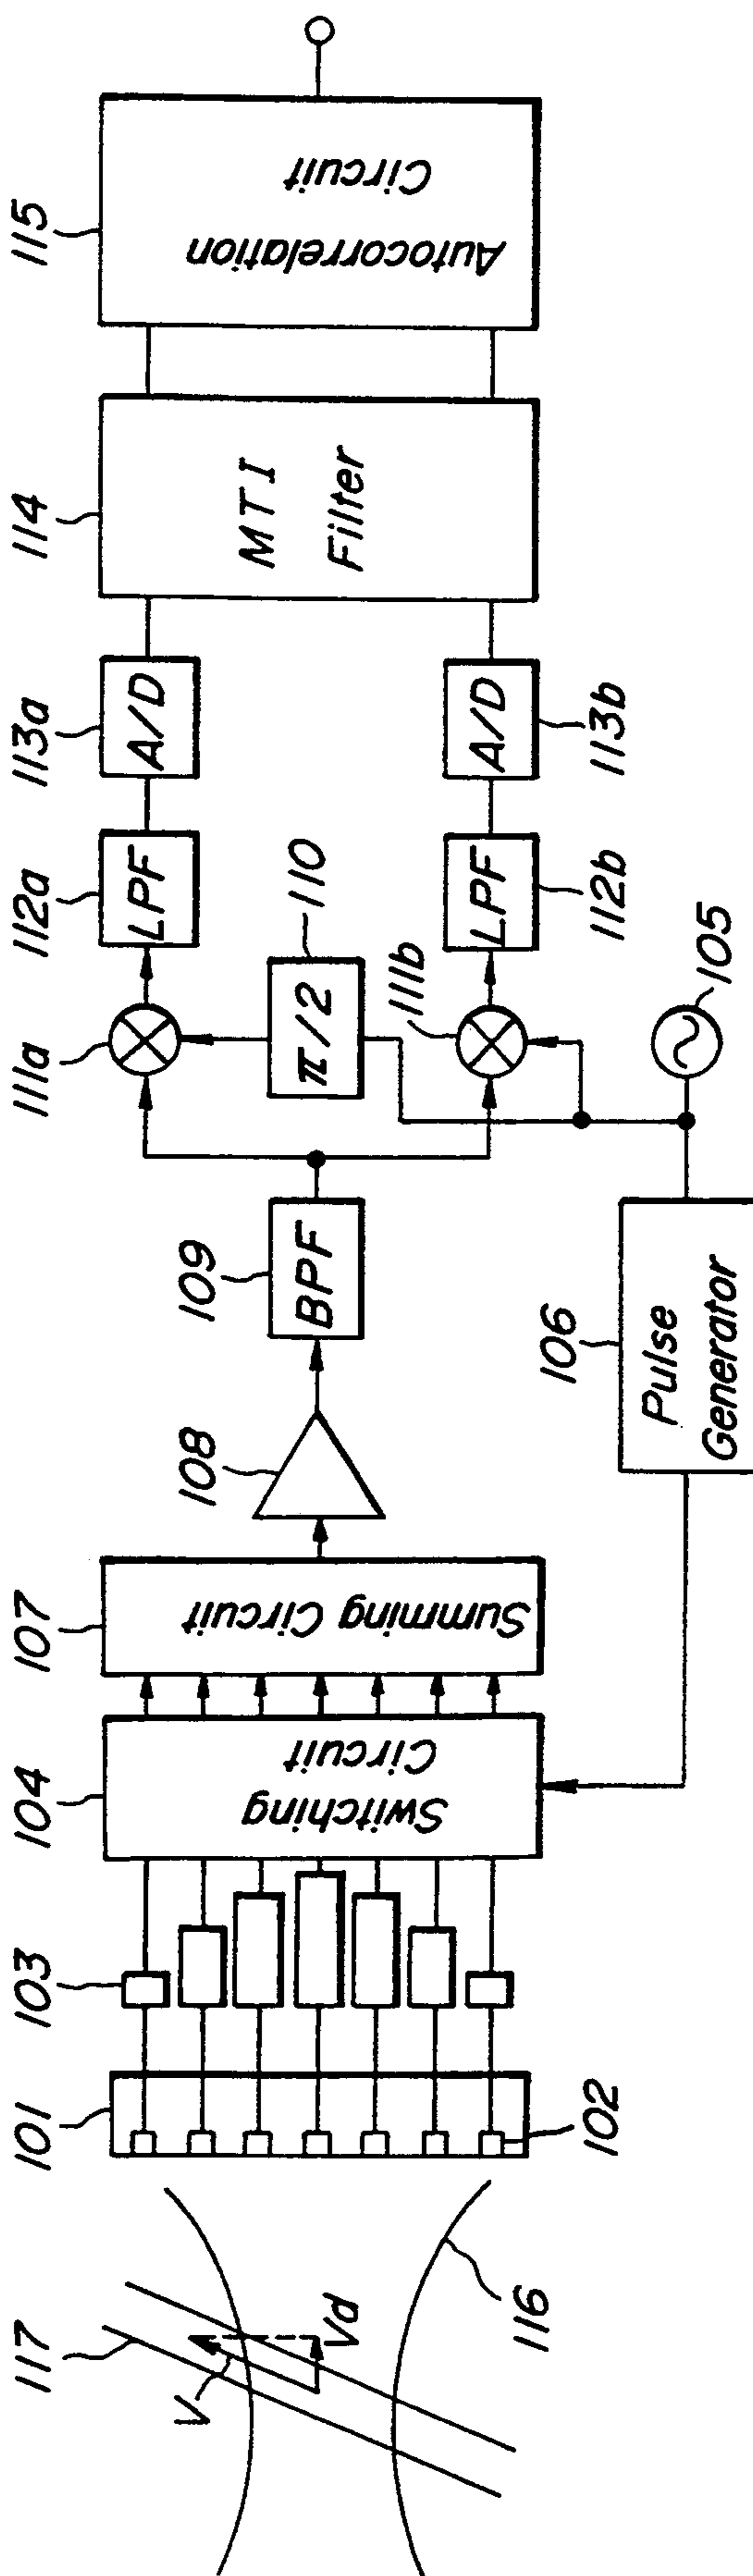 117
V
Vd
116
101
102
103
104
Switching
Circuit
107
Summing Circuit
108
109
BPF
106
Pulse
Generator
105
110
π/2
111a
111b
112a
LPF
112b
LPF
113a
A/D
113b
A/D
114
MTI
Filter
115
Autocorrelation
Circuit